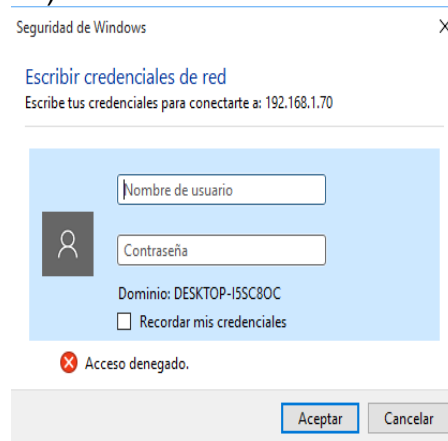 Seguridad de Windows
Escribir credenciales de red
Escribe tus credenciales para conectarte a: 192.168.1.70
Nombre de usuario
Contraseña
Dominio: DESKTOP-I5SC8OC
Recordar mis credenciales
Acceso denegado.
Aceptar
Cancelar